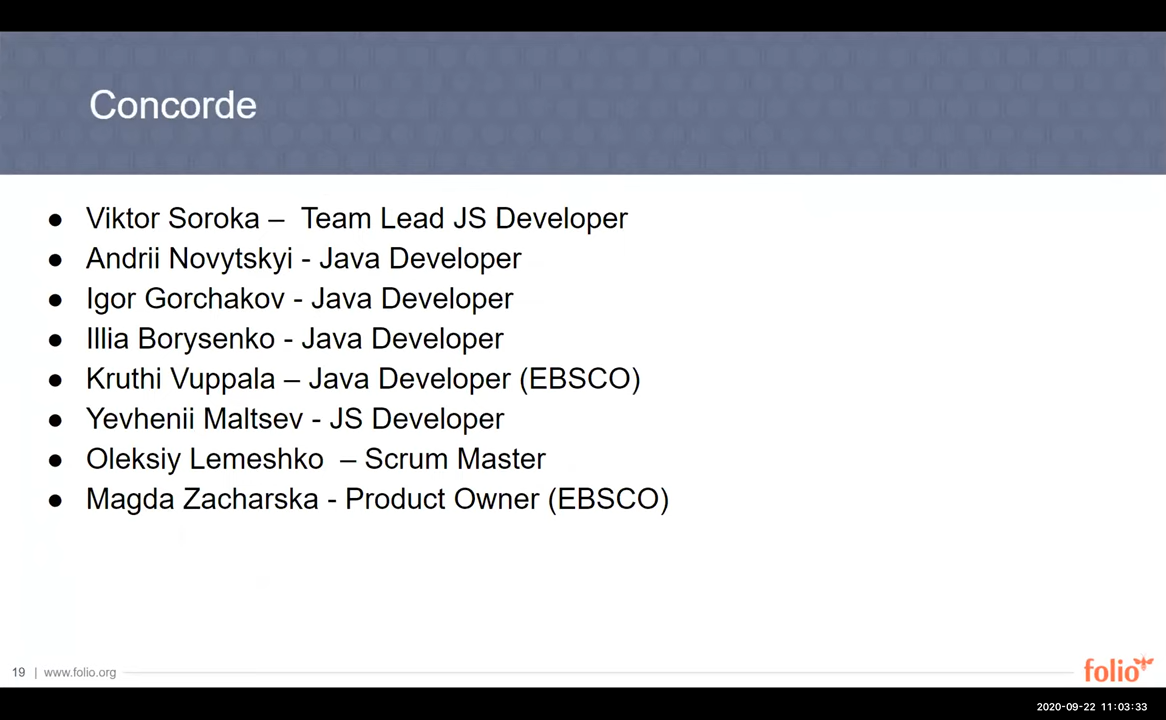 Concorde
● Viktor Soroka –  Team Lead JS Developer
● Andrii Novytskyi - Java Developer
● Igor Gorchakov - Java Developer
● Illia Borysenko - Java Developer
● Kruthi Vuppala – Java Developer (EBSCO)
● Yevhenii Maltsev - JS Developer
● Oleksiy Lemeshko  – Scrum Master
● Magda Zacharska - Product Owner (EBSCO)
19 | www.folio.org
folio
2020-09-22 11:03:33